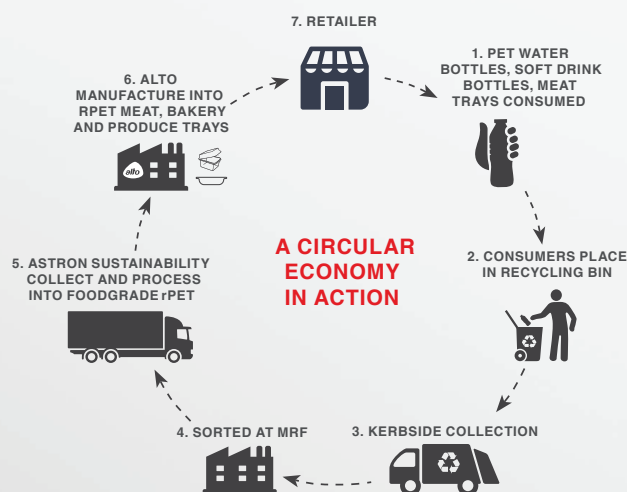 7. RETAILER
1. PET WATER
BOTTLES, SOFT DRINK
BOTTLES, MEAT
TRAYS CONSUMED
2. CONSUMERS PLACE
IN RECYCLING BIN
3. KERBSIDE COLLECTION
4. SORTED AT MRF
5. ASTRON SUSTAINABILITY
COLLECT AND PROCESS
INTO FOODGRADE rPET
6. ALTO
MANUFACTURE INTO
RPET MEAT, BAKERY
AND PRODUCE TRAYS
alto
A CIRCULAR
ECONOMY
IN ACTION